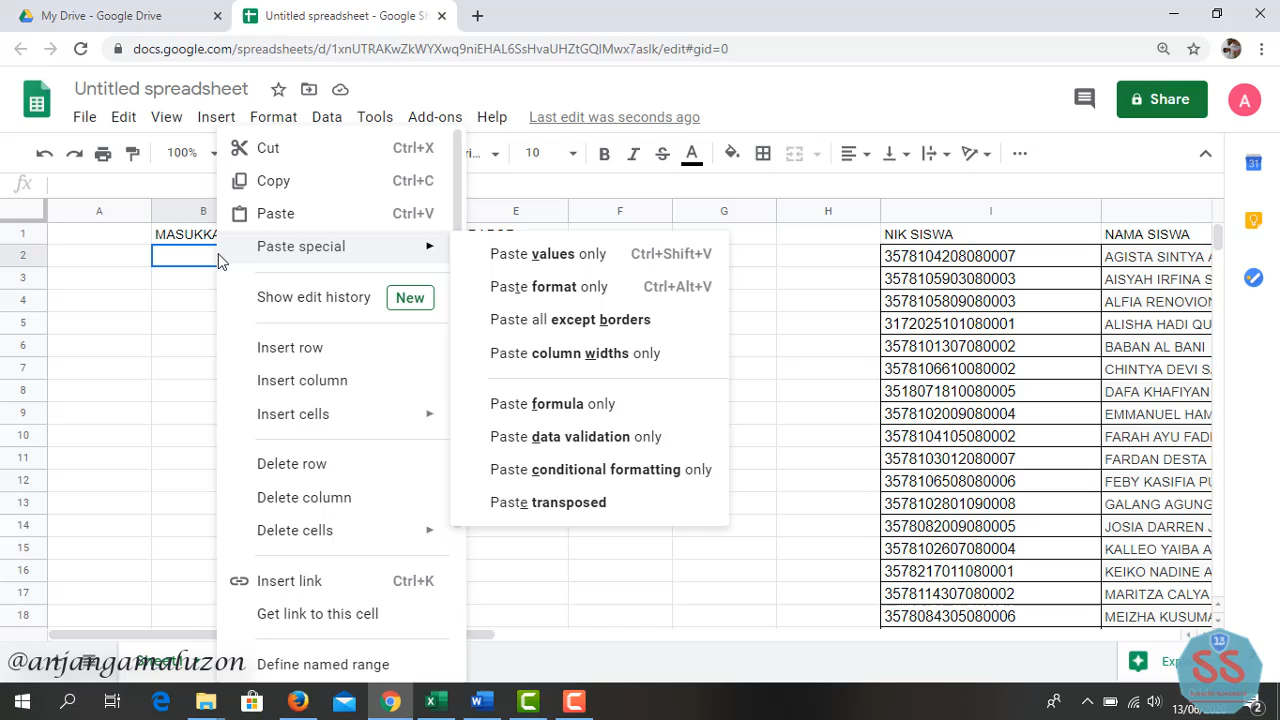 My Drive - Google Drive
Untitled spreadsheet - Google Sh
docs.google.com/spreadsheets/d/1xnUTRAKwZkWYXwq9niEHAL6SsHvaUHZtGQIMwx7aslk/edit#gid=0
Untitled spreadsheet
File Edit View Insert Format Data Tools Add-ons Help Last edit was seconds ago
Share
A
100% 10 B I S A
fx
A B E F G H I
1 MASUKKA NIK SISWA NAMA SISWA
2 3578104208080007 AGISTA SINTYA A
3 3578105903080003 AISYAH IRFINA S
4 3578105809080003 ALFIA RENOVION
5 3172025101080001 ALISHA HADI QU
6 3578101307080002 BABAN AL BANI
7 3578106610080002 CHINTYA DEVI S
8 3518071810080005 DAFA KHAFIYAN
9 3578102009080004 EMMANUEL HAM
10 3578104105080002 FARAH AYU FAD
11 3578103012080007 FARDAN DESTA
12 3578106508080006 FEBY KASIFIA PU
13 3578102801090008 GALANG AGUNG
14 3578082009080005 JOSIA DARREN J
15 3578102607080004 KALLEO YAIBA A
16 3578217011080001 KEIKO NADINE A
17 3578114307080002 MARITZA CALYA
18 3578084305080006 MEIZHA KUSUMA
Cut Ctrl+X
Copy Ctrl+C
Paste Ctrl+V
Paste special
Show edit history New
Insert row
Insert column
Insert cells
Delete row
Delete column
Delete cells
Insert link Ctrl+K
Get link to this cell
Define named range
Paste values only Ctrl+Shift+V
Paste format only Ctrl+Alt+V
Paste all except borders
Paste column widths only
Paste formula only
Paste data validation only
Paste conditional formatting only
Paste transposed
@anjangamaluzon
Sheet1
13
SS
2